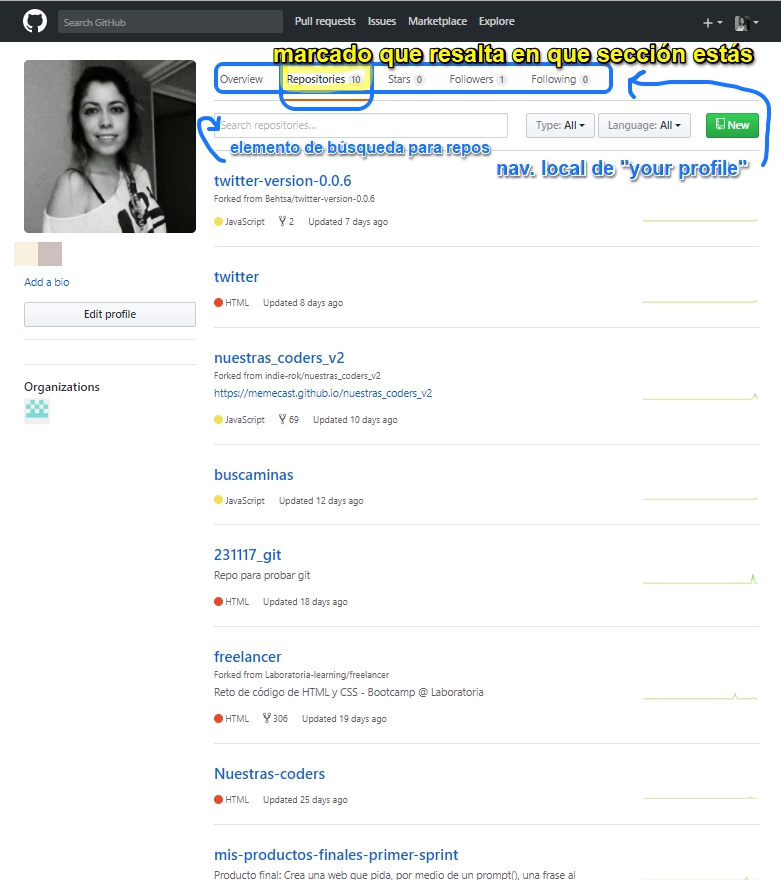 Search GitHub
Pull requests Issues Marketplace Explore
marcado que resalta en que sección estás
Overview Repositories 10 Stars 0 Followers 1 Following 0
Search repositories... Type: All Language: All New
elemento de búsqueda para repos
nav. local de "your profile"
twitter-version-0.0.6
Forked from Behtsa/twitter-version-0.0.6
JavaScript 2 Updated 7 days ago
Add a bio
twitter
HTML Updated 8 days ago
Edit profile
nuestras_coders_v2
Forked from indie-rok/nuestras_coders_v2
https://memecast.github.io/nuestras_coders_v2
JavaScript 69 Updated 10 days ago
Organizations
buscaminas
JavaScript Updated 12 days ago
231117_git
Repo para probar git
HTML Updated 18 days ago
freelancer
Forked from Laboratoria-learning/freelancer
Reto de código de HTML y CSS - Bootcamp @ Laboratoria
HTML 306 Updated 19 days ago
Nuestras-coders
HTML Updated 25 days ago
mis-productos-finales-primer-sprint
Producto final: Crea una web que pida, por medio de un prompt(), una frase al